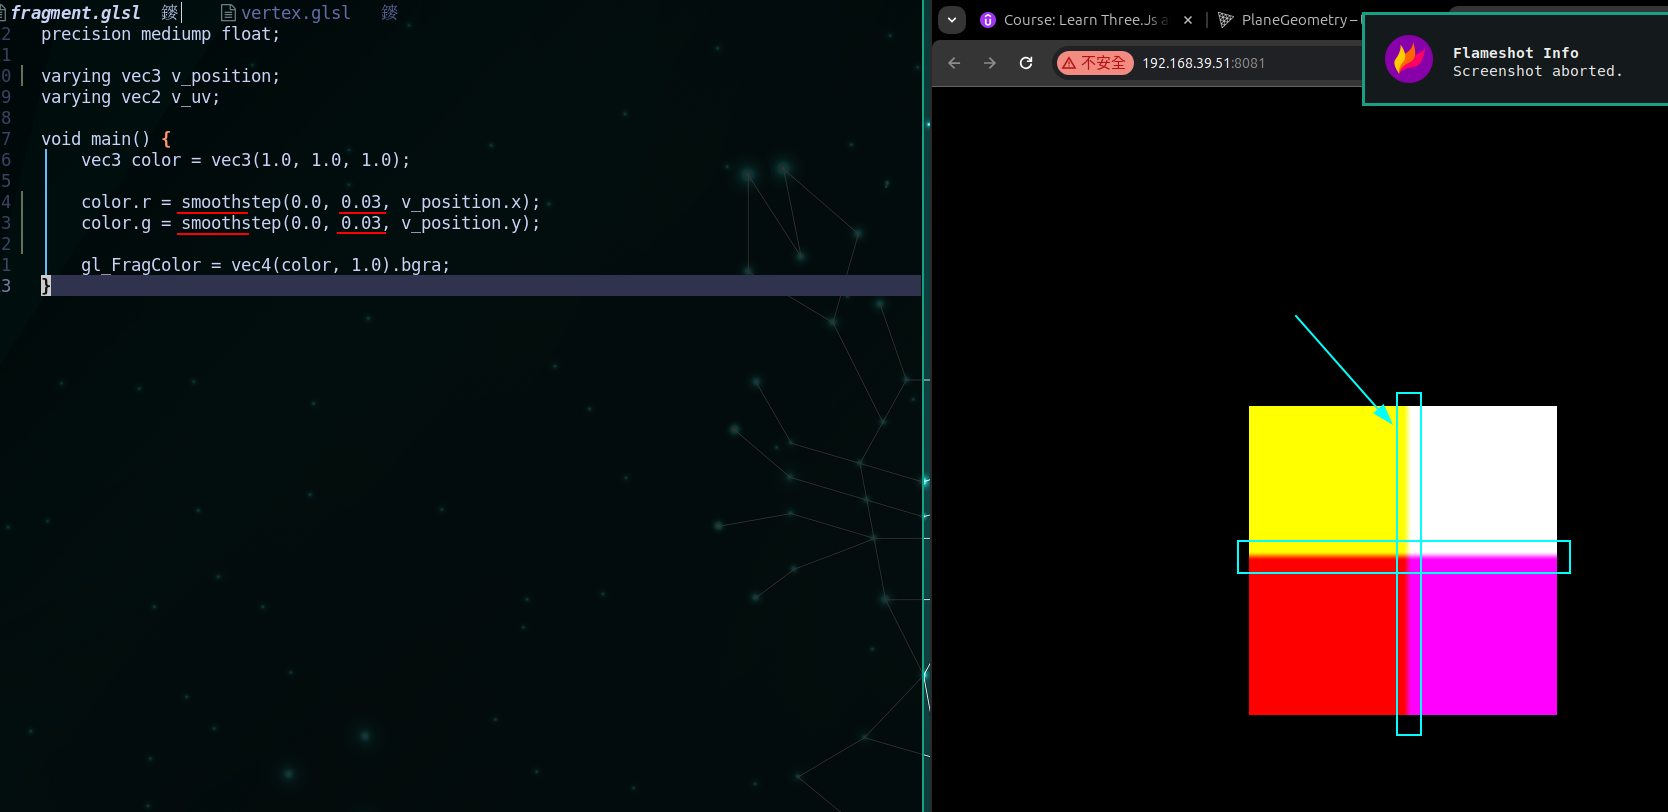 fragment.glsl 鑀 vertex.glsl 鑀
2 precision mediump float;
1
0 varying vec3 v_position;
9 varying vec2 v_uv;
8
7 void main() {
6 vec3 color = vec3(1.0, 1.0, 1.0);
5
4 color.r = smoothstep(0.0, 0.03, v_position.x);
3 color.g = smoothstep(0.0, 0.03, v_position.y);
2
1 gl_FragColor = vec4(color, 1.0).bgra;
3 }
Course: Learn Three.Js a
PlaneGeometry –
不安全 192.168.39.51:8081
Flameshot Info
Screenshot aborted.